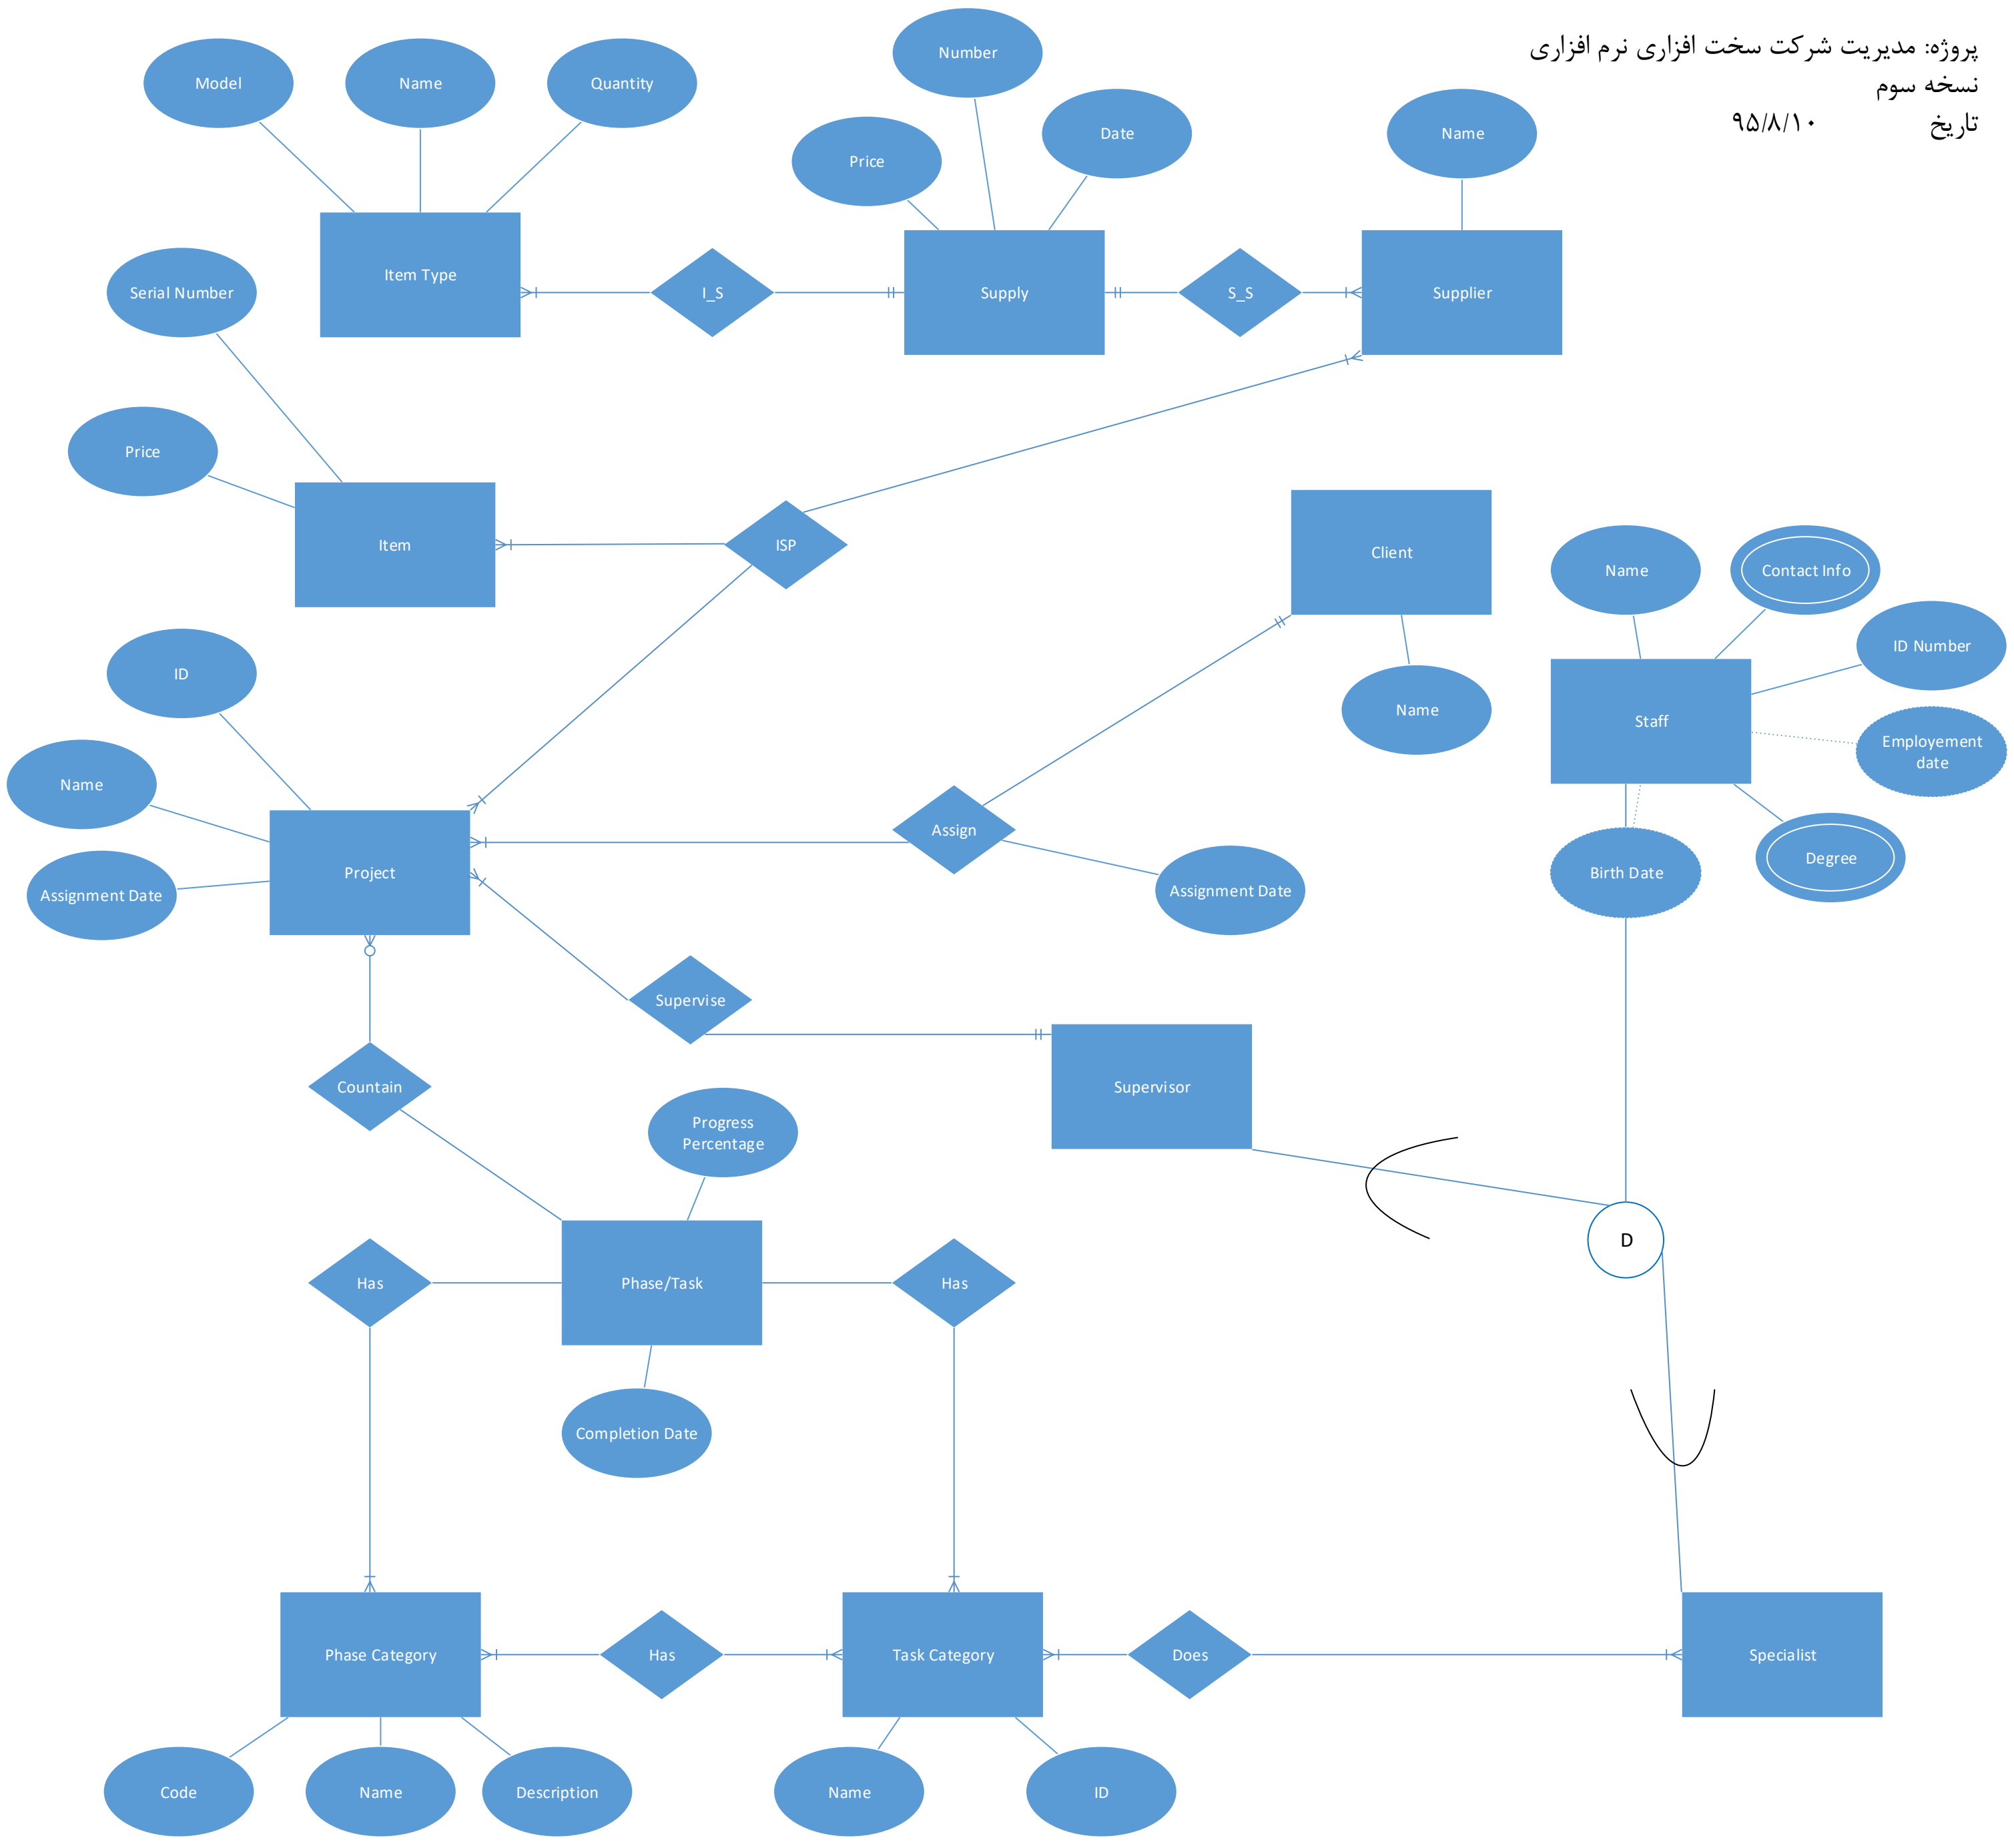 پروژه: مدیریت شرکت سخت افزاری نرم افزاری
نسخه سوم
تاریخ ۹۵/۸/۱۰
Model
Name
Quantity
Number
Price
Date
Name
Item Type
I_S
Supply
S_S
Supplier
Serial Number
Price
Item
ISP
Client
Name
Name
Contact Info
ID Number
Staff
Employement
date
Birth Date
Degree
ID
Name
Assignment Date
Project
Assign
Assignment Date
Supervise
Supervisor
Countain
Progress
Percentage
D
Has
Phase/Task
Has
Completion Date
Phase Category
Has
Task Category
Does
Specialist
Code
Name
Description
Name
ID